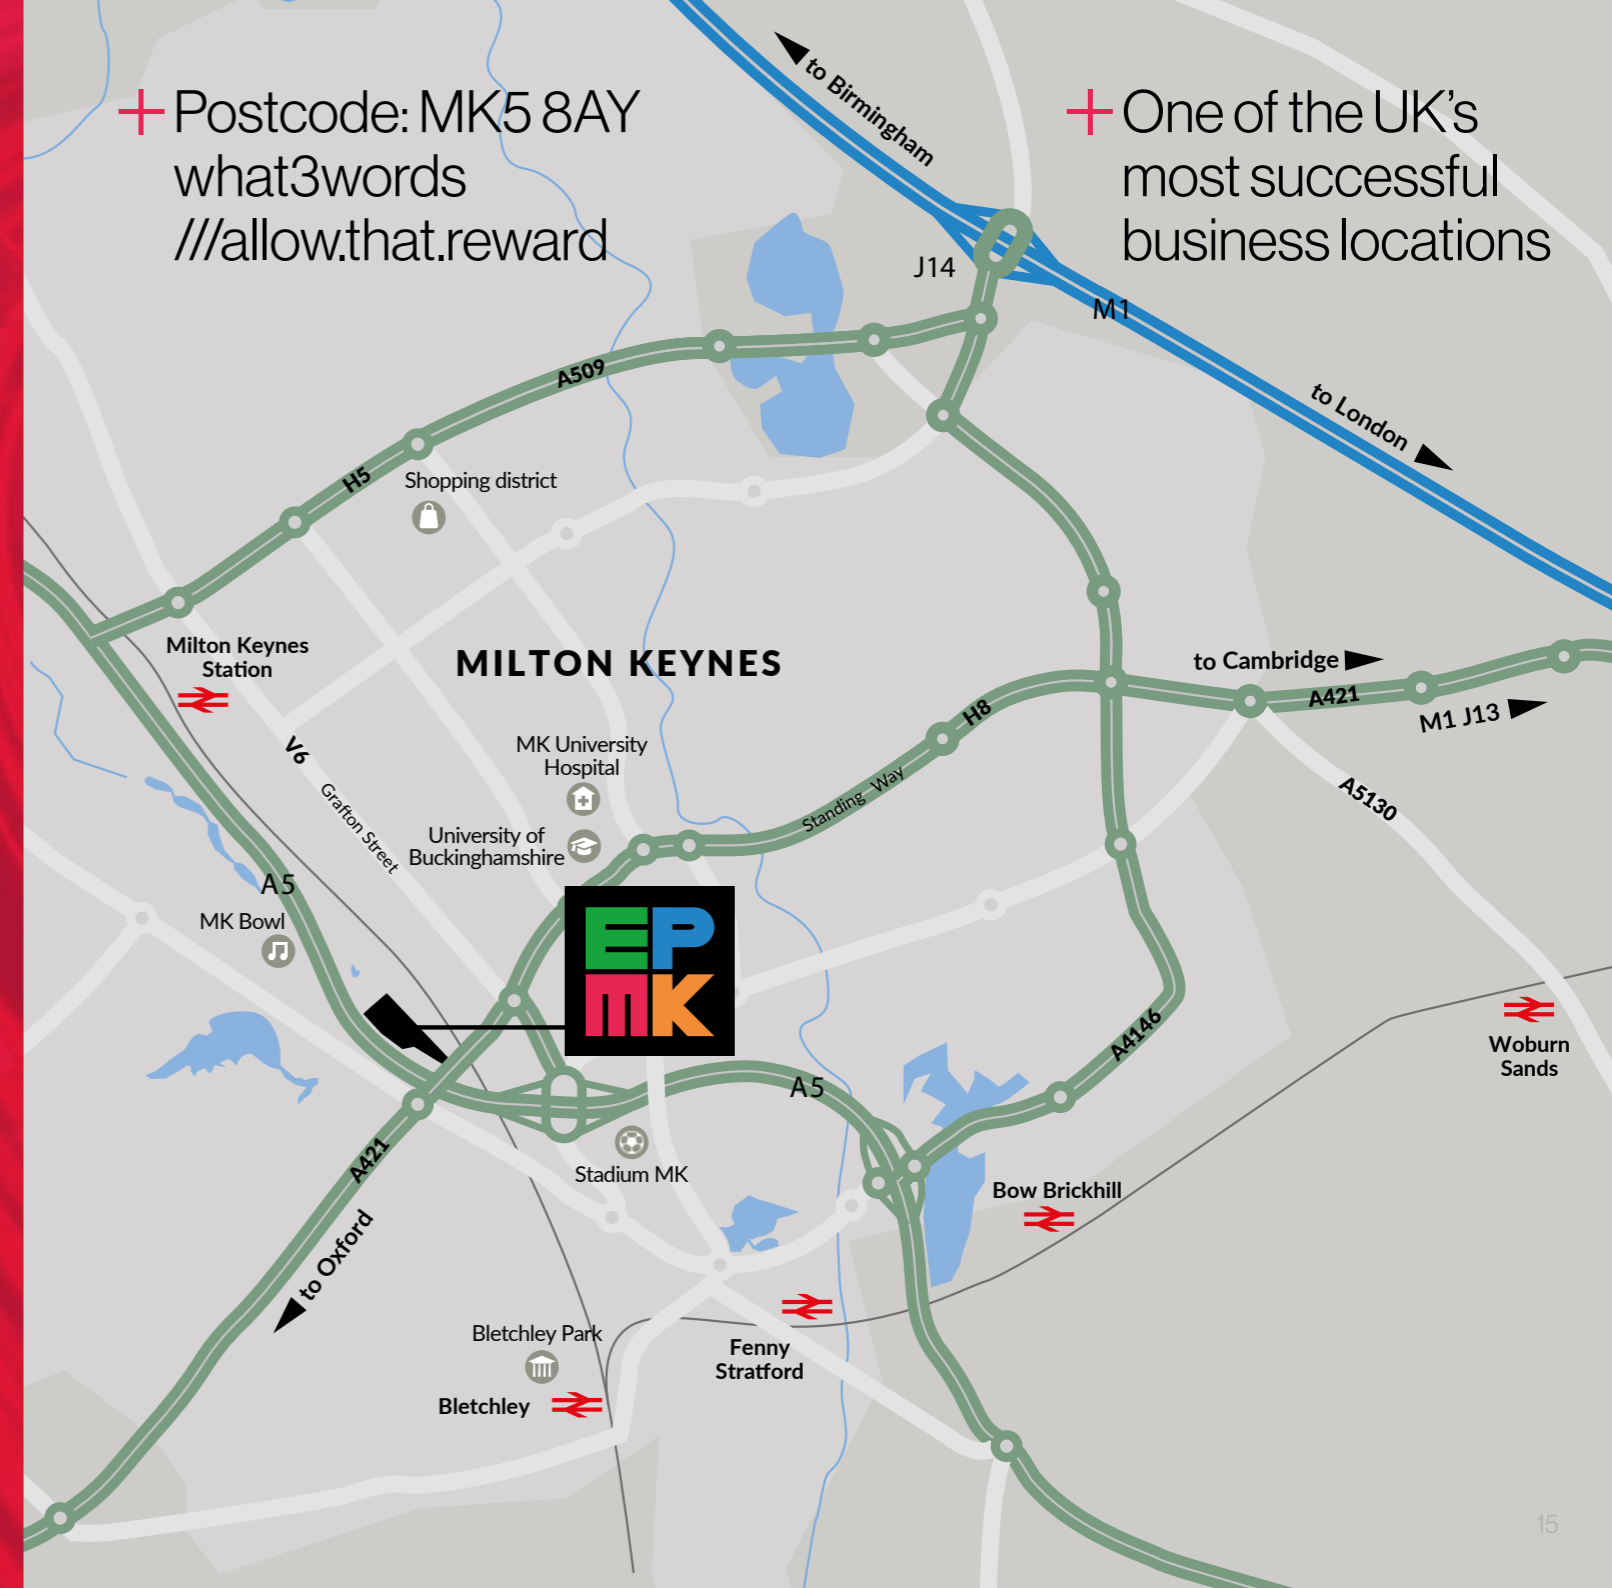 Postcode: MK5 8AY
what3words
///allow.that.reward
One of the UK's
most successful
business locations
to Birmingham
J14
M1
to London
A509
H5
Shopping district
Milton Keynes
Station
MILTON KEYNES
to Cambridge
A421
M1 J13
H8
Standing Way
V6
Grafton Street
MK University
Hospital
University of
Buckinghamshire
A5130
A5
MK Bowl
EP
MK
A4146
Woburn
Sands
A5
A421
Stadium MK
to Oxford
Bow Brickhill
Bletchley Park
Fenny
Stratford
Bletchley
15